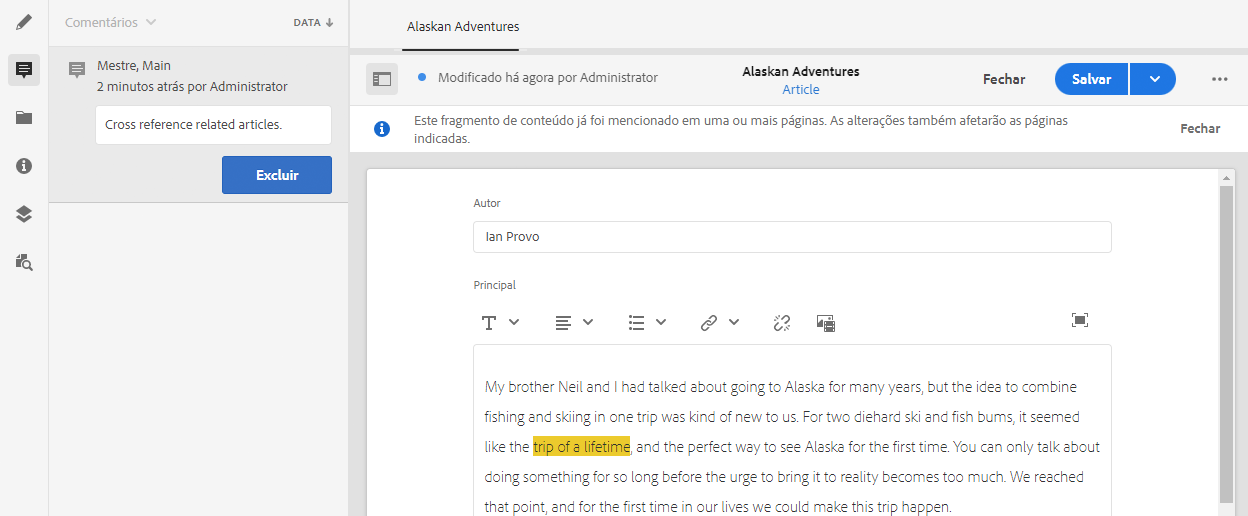 Comentários
DATA
Mestre, Main
2 minutos atrás por Administrator
Cross reference related articles.
Excluir
Alaskan Adventures
Modificado há agora por Administrator
Alaskan Adventures
Article
Fechar
Salvar
Este fragmento de conteúdo já foi mencionado em uma ou mais páginas. As alterações também afetarão as páginas
indicadas.
Fechar
Autor
Ian Provo
Principal
My brother Neil and I had talked about going to Alaska for many years, but the idea to combine
fishing and skiing in one trip was kind of new to us. For two diehard ski and fish bums, it seemed
like the trip of a lifetime, and the perfect way to see Alaska for the first time. You can only talk about
doing something for so long before the urge to bring it to reality becomes too much. We reached
that point, and for the first time in our lives we could make this trip happen.